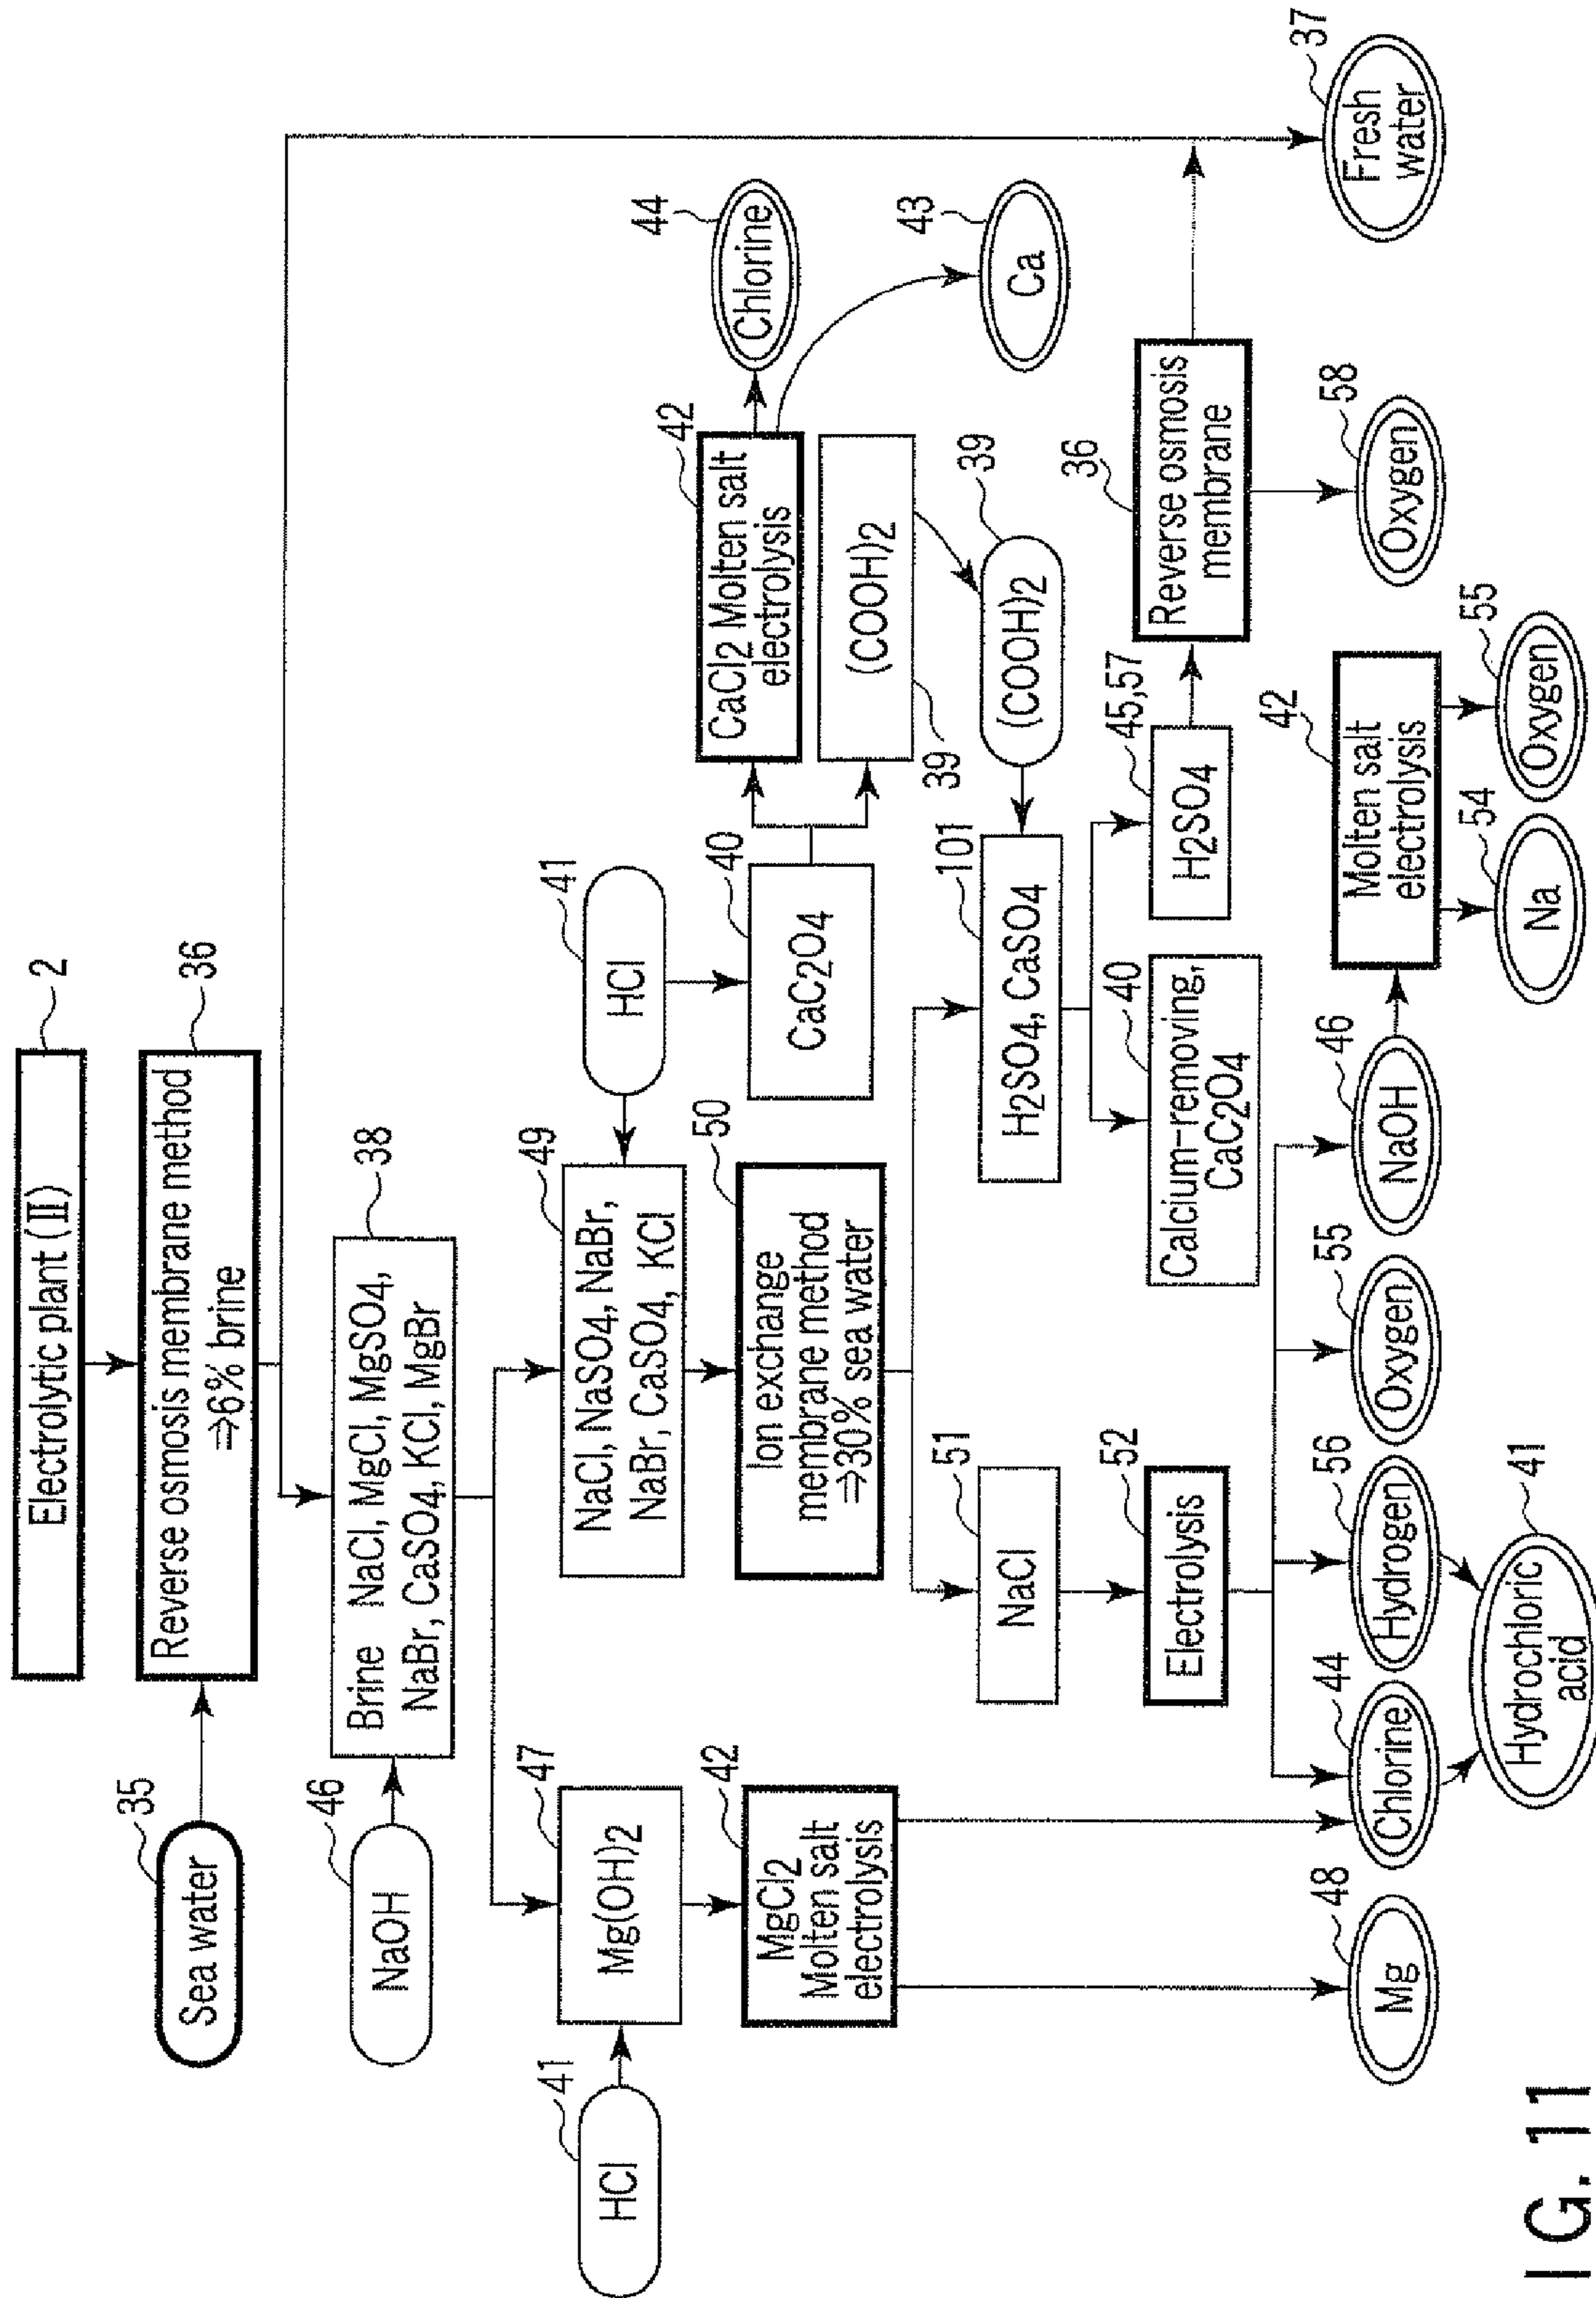 Electrolytic plant (II)
2
Sea water
35
Reverse osmosis membrane method
⇒6% brine
36
NaOH
46
Brine NaCl, MgCl, MgSO4,
NaBr, CaSO4, KCl, MgBr
38
HCl
41
Mg(OH)2
47
MgCl2
Molten salt
electrolysis
42
NaCl, NaSO4, NaBr,
NaBr, CaSO4, KCl
49
HCl
41
Ion exchange
membrane method
⇒30% sea water
50
CaC2O4
40
CaCl2 Molten salt
electrolysis
42
Chlorine
44
(COOH)2
39
Ca
43
(COOH)2
39
NaCl
51
H2SO4, CaSO4
101
Electrolysis
52
Calcium-removing,
CaC2O4
40
H2SO4
45,57
Reverse osmosis
membrane
36
Mg
48
Chlorine
44
Hydrogen
56
Oxygen
55
NaOH
46
Molten salt
electrolysis
42
Oxygen
58
Fresh
water
37
Hydrochloric
acid
41
Na
54
Oxygen
55
IG. 11